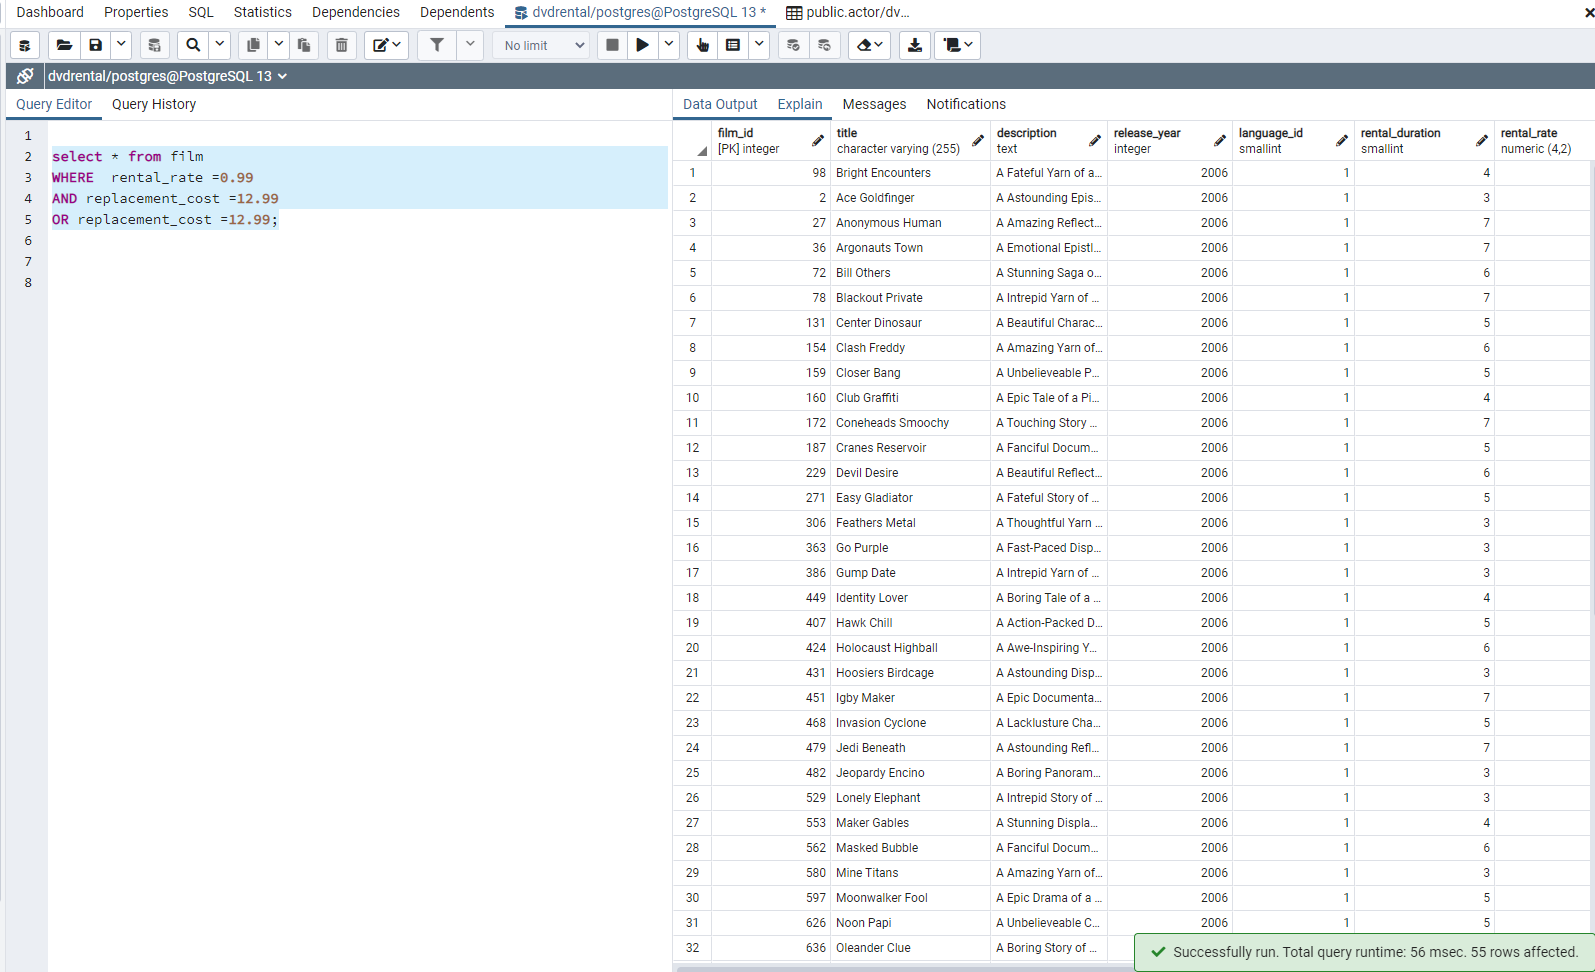 Dashboard Properties SQL Statistics Dependencies Dependents dvdrental/postgres@PostgreSQL 13 * public.actor/dv...
No limit
dvdrental/postgres@PostgreSQL 13
Query Editor Query History
Data Output Explain Messages Notifications
1
2 select * from film
3 WHERE  rental_rate =0.99
4 AND replacement_cost =12.99
5 OR replacement_cost =12.99;
6
7
8
film_id title description release_year language_id rental_duration rental_rate
[PK] integer character varying (255) text integer smallint smallint numeric (4,2)
1 98 Bright Encounters A Fateful Yarn of a... 2006 1 4
2 2 Ace Goldfinger A Astounding Epis... 2006 1 3
3 27 Anonymous Human A Amazing Reflect... 2006 1 7
4 36 Argonauts Town A Emotional Epistl... 2006 1 7
5 72 Bill Others A Stunning Saga o... 2006 1 6
6 78 Blackout Private A Intrepid Yarn of ... 2006 1 7
7 131 Center Dinosaur A Beautiful Charac... 2006 1 5
8 154 Clash Freddy A Amazing Yarn of... 2006 1 6
9 159 Closer Bang A Unbelieveable P... 2006 1 5
10 160 Club Graffiti A Epic Tale of a Pi... 2006 1 4
11 172 Coneheads Smoochy A Touching Story ... 2006 1 7
12 187 Cranes Reservoir A Fanciful Docum... 2006 1 5
13 229 Devil Desire A Beautiful Reflect... 2006 1 6
14 271 Easy Gladiator A Fateful Story of ... 2006 1 5
15 306 Feathers Metal A Thoughtful Yarn ... 2006 1 3
16 363 Go Purple A Fast-Paced Disp... 2006 1 3
17 386 Gump Date A Intrepid Yarn of ... 2006 1 3
18 449 Identity Lover A Boring Tale of a ... 2006 1 4
19 407 Hawk Chill A Action-Packed D... 2006 1 5
20 424 Holocaust Highball A Awe-Inspiring Y... 2006 1 6
21 431 Hoosiers Birdcage A Astounding Disp... 2006 1 3
22 451 Igby Maker A Epic Documenta... 2006 1 7
23 468 Invasion Cyclone A Lacklusture Cha... 2006 1 5
24 479 Jedi Beneath A Astounding Refl... 2006 1 7
25 482 Jeopardy Encino A Boring Panoram... 2006 1 3
26 529 Lonely Elephant A Intrepid Story of ... 2006 1 3
27 553 Maker Gables A Stunning Displa... 2006 1 4
28 562 Masked Bubble A Fanciful Docum... 2006 1 6
29 580 Mine Titans A Amazing Yarn of... 2006 1 3
30 597 Moonwalker Fool A Epic Drama of a ... 2006 1 5
31 626 Noon Papi A Unbelieveable C... 2006 1 5
32 636 Oleander Clue A Boring Story of ...
Successfully run. Total query runtime: 56 msec. 55 rows affected.